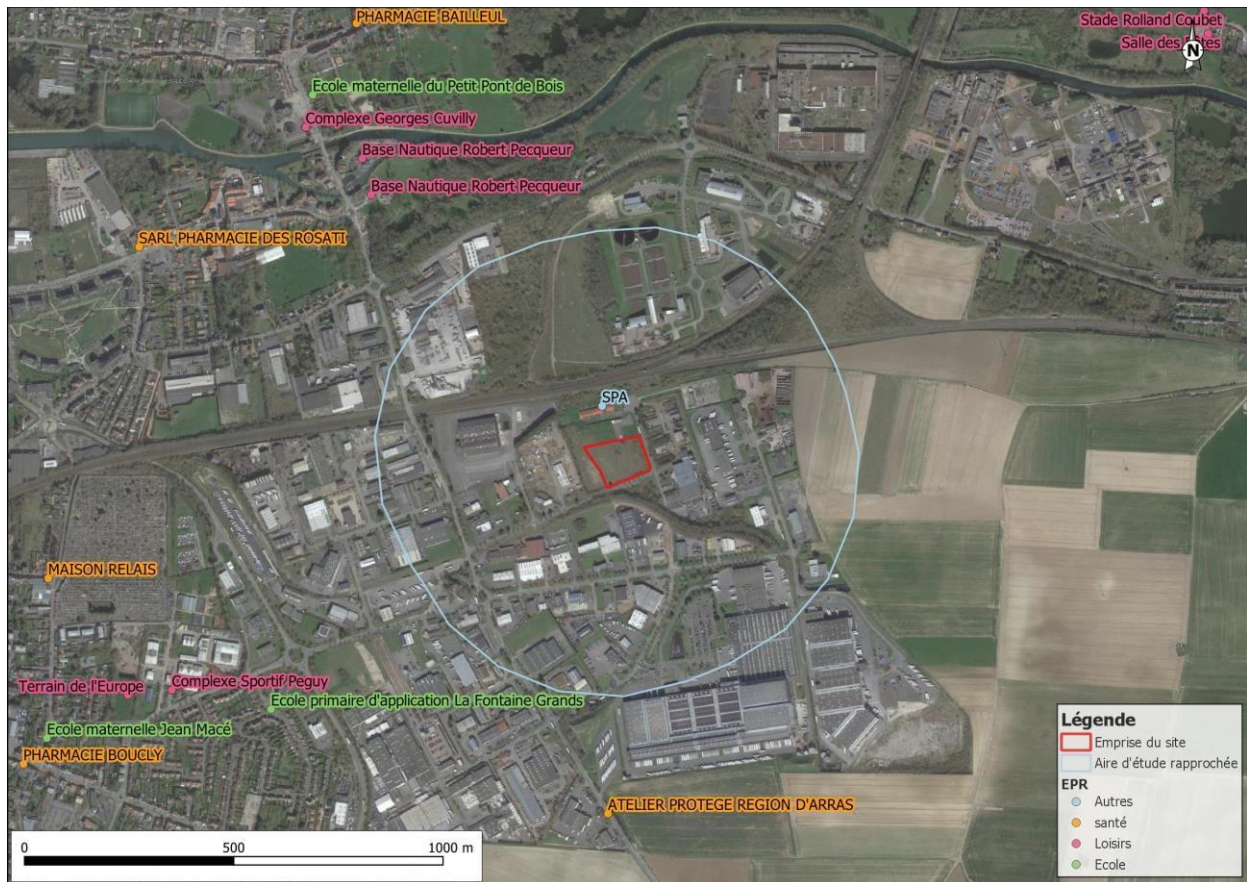 PHARMACIE BAILLEUL
Stade Rolland Coubet
Salle des Fêtes
N
Ecole maternelle du Petit Pont de Bois
Complexe Georges Cuvilly
Base Nautique Robert Pecqueur
Base Nautique Robert Pecqueur
SARL PHARMACIE DES ROSATI
SPA
MAISON RELAIS
Terrain de l'Europe
Complexe Sportif Peguy
Ecole primaire d'application La Fontaine Grands
Ecole maternelle Jean Macé
PHARMACIE BOUCLY
ATELIER PROTEGE REGION D'ARRAS
Légende
Emprise du site
Aire d'étude rapprochée
EPR
Autres
santé
Loisirs
Ecole
0 500 1000 m